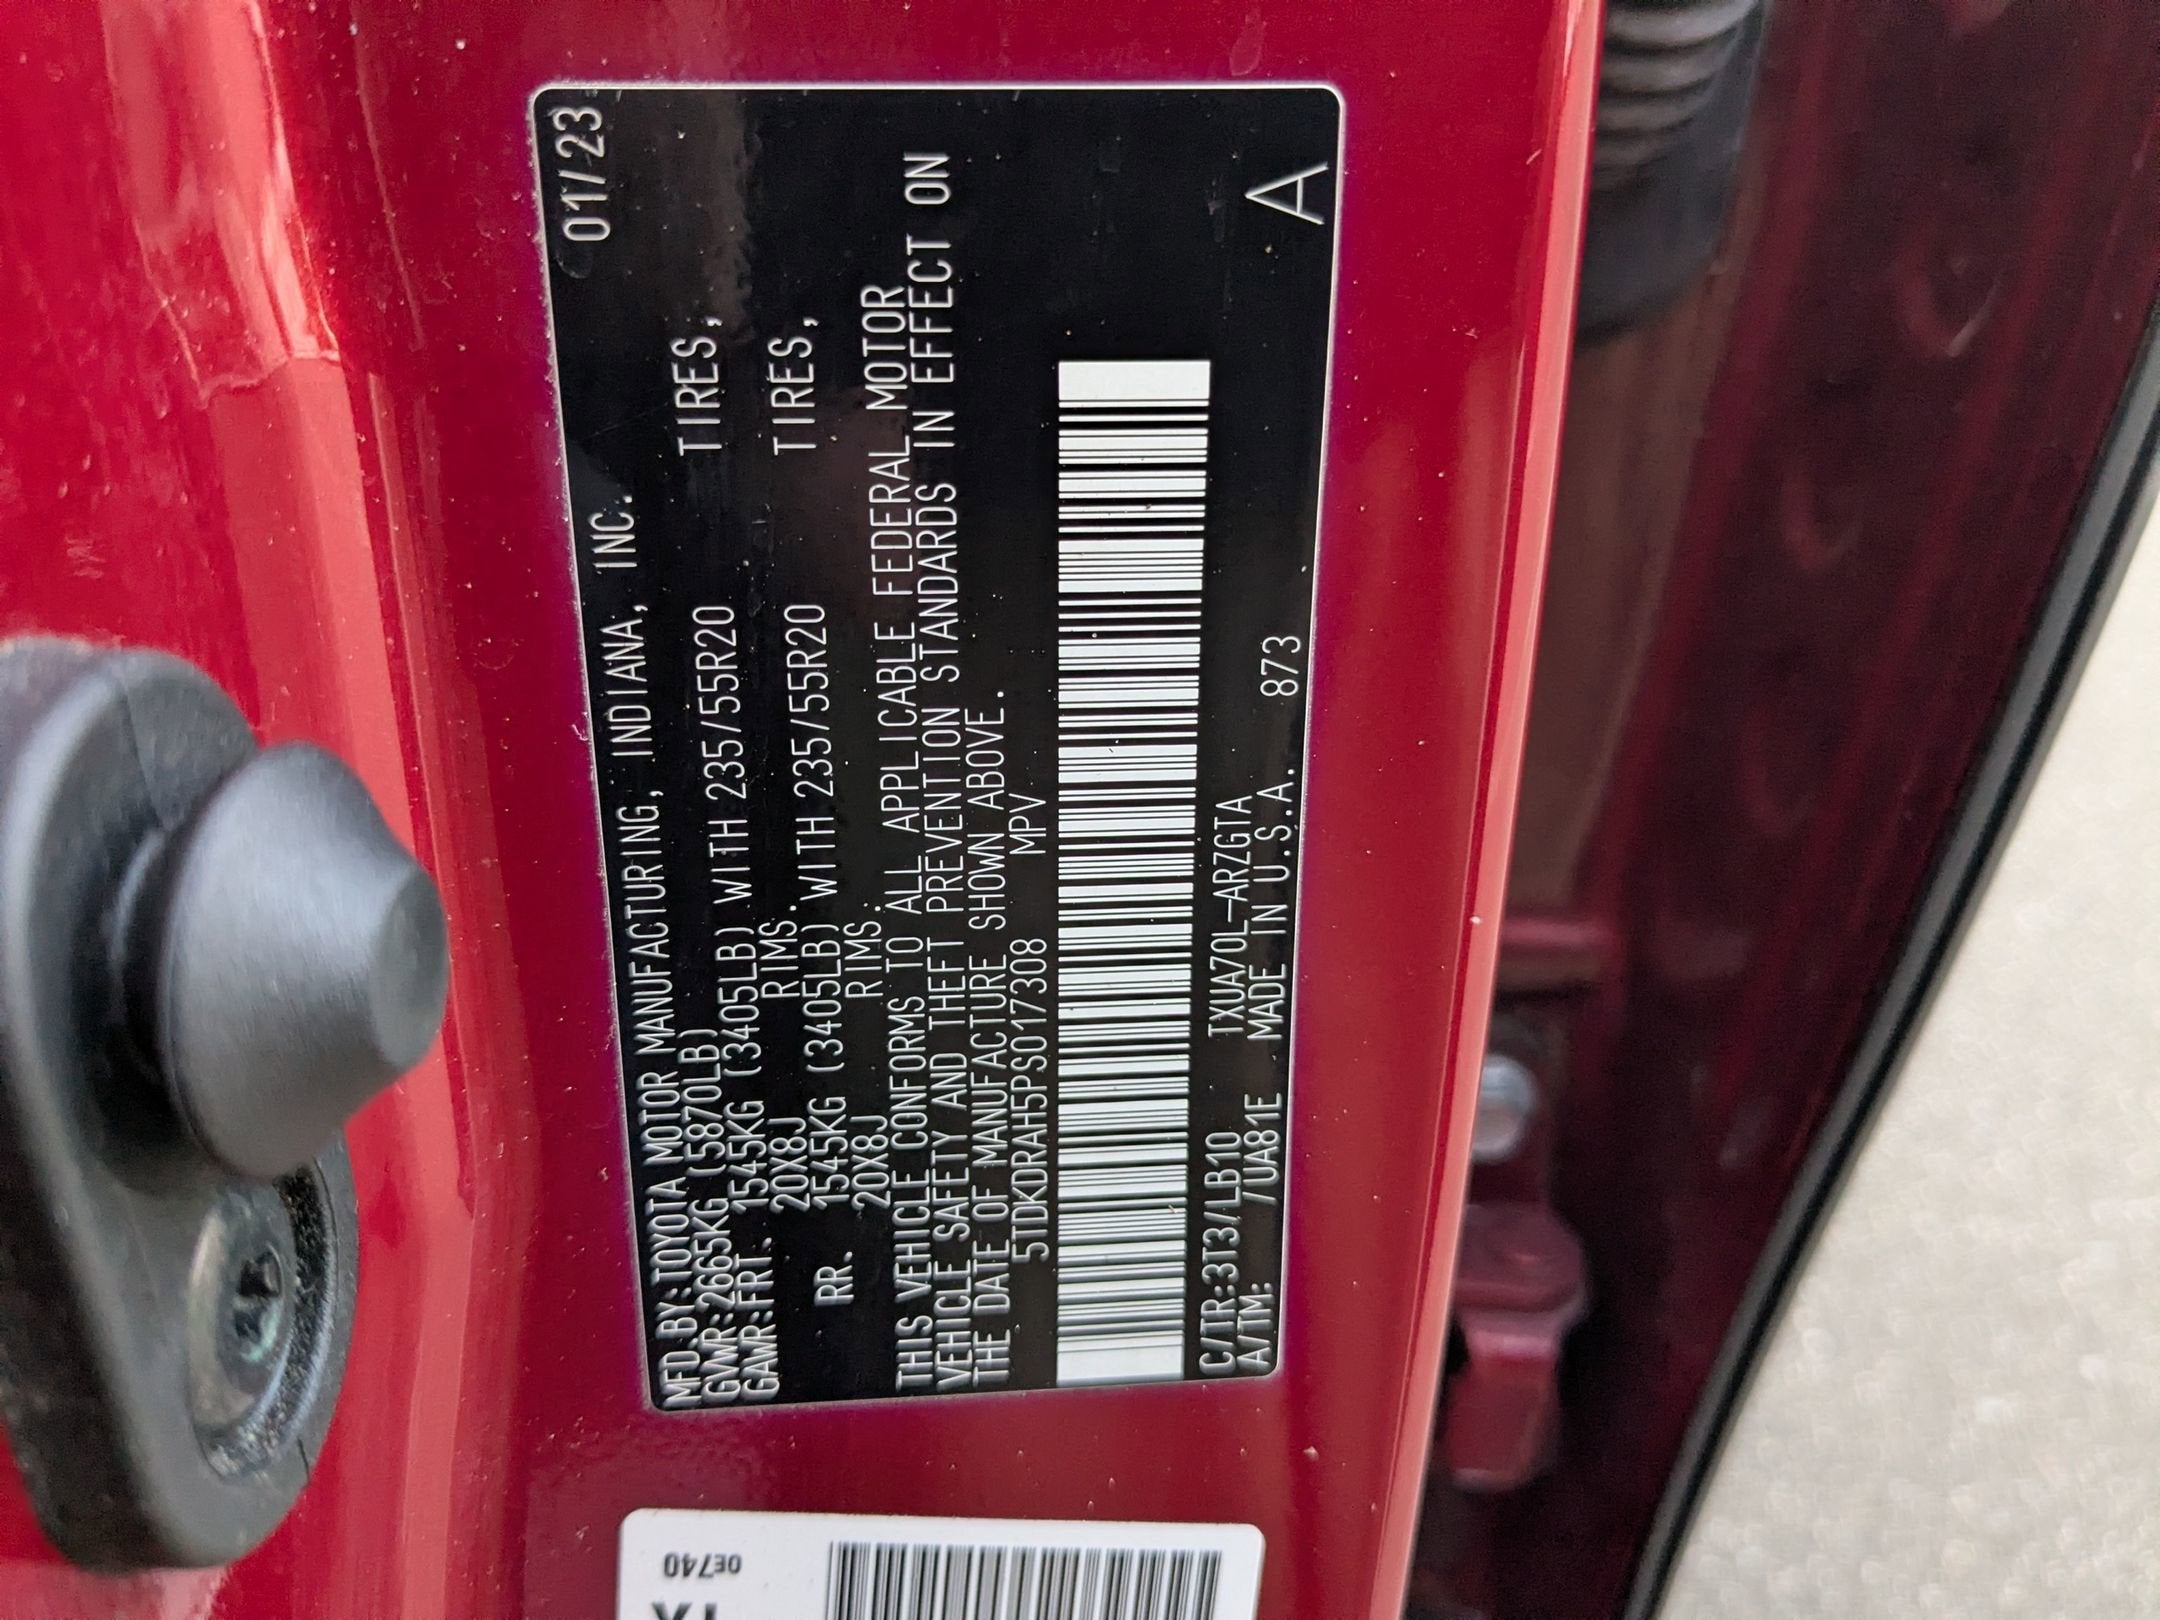 01/23
MFD.BY:TOYOTA MOTOR MANUFACTURING, INDIANA, INC.
GVWR:2665KG (5870LB)
GAWR:FRT. 1545KG (3405LB) WITH 235/55R20 TIRES,
20X8J RIMS.
RR. 1545KG (3405LB) WITH 235/55R20 TIRES,
20X8J RIMS.
THIS VEHICLE CONFORMS TO ALL APPLICABLE FEDERAL MOTOR
VEHICLE SAFETY AND THEFT PREVENTION STANDARDS IN EFFECT ON
THE DATE OF MANUFACTURE SHOWN ABOVE.
5TDKDRAH5PS017308 MPV
C/TR:3T3/LB10 TXUA70L-ARZGTA
A/TM: /UA81E MADE IN U.S.A. 873
A
0E740